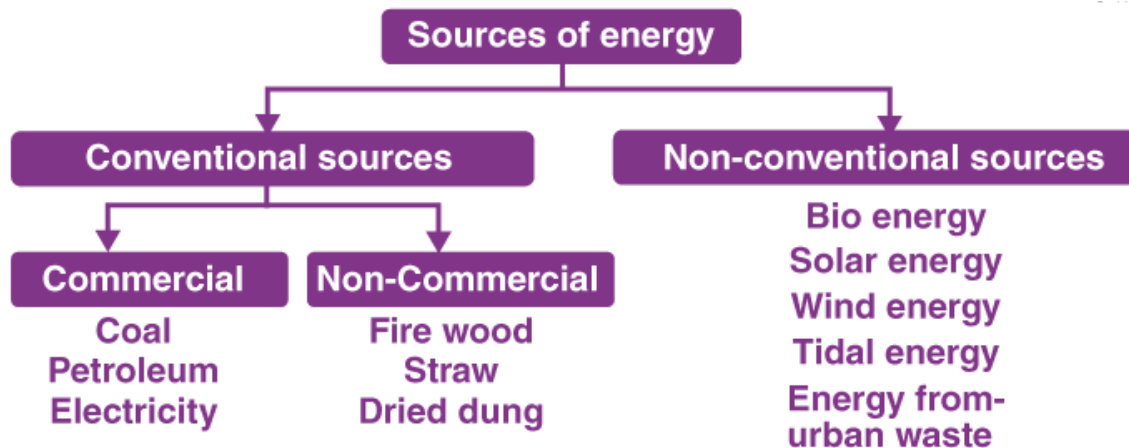 Sources of energy
Conventional sources
Non-conventional sources
Commercial
Non-Commercial
Coal
Petroleum
Electricity
Fire wood
Straw
Dried dung
Bio energy
Solar energy
Wind energy
Tidal energy
Energy from-
urban waste